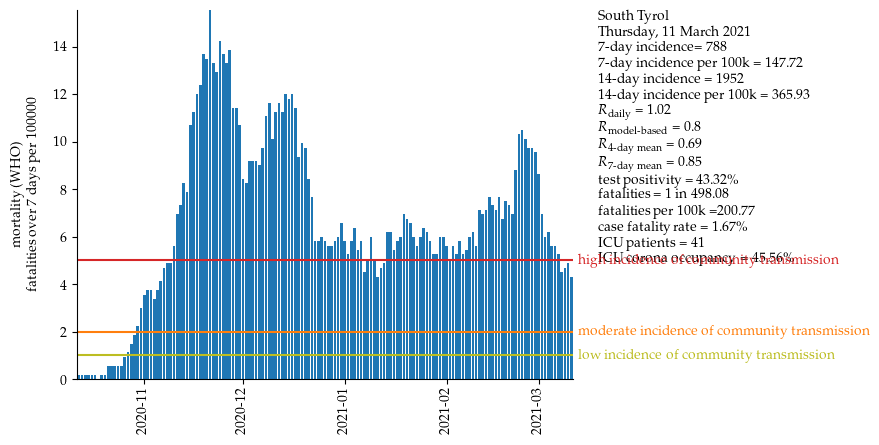 South Tyrol
Thursday, 11 March 2021
7-day incidence= 788
7-day incidence per 100k = 147.72
14-day incidence = 1952
14-day incidence per 100k = 365.93
R_daily = 1.02
R_model-based = 0.8
R_4-day mean = 0.69
R_7-day mean = 0.85
test positivity = 43.32%
fatalities = 1 in 498.08
fatalities per 100k =200.77
case fatality rate = 1.67%
ICU patients = 41
ICU corona occupancy = 45.56%
high incidence of community transmission
moderate incidence of community transmission
low incidence of community transmission
mortality (WHO)
fatalities over 7 days per 100000
14
12
10
8
6
4
2
0
2020-11
2020-12
2021-01
2021-02
2021-03